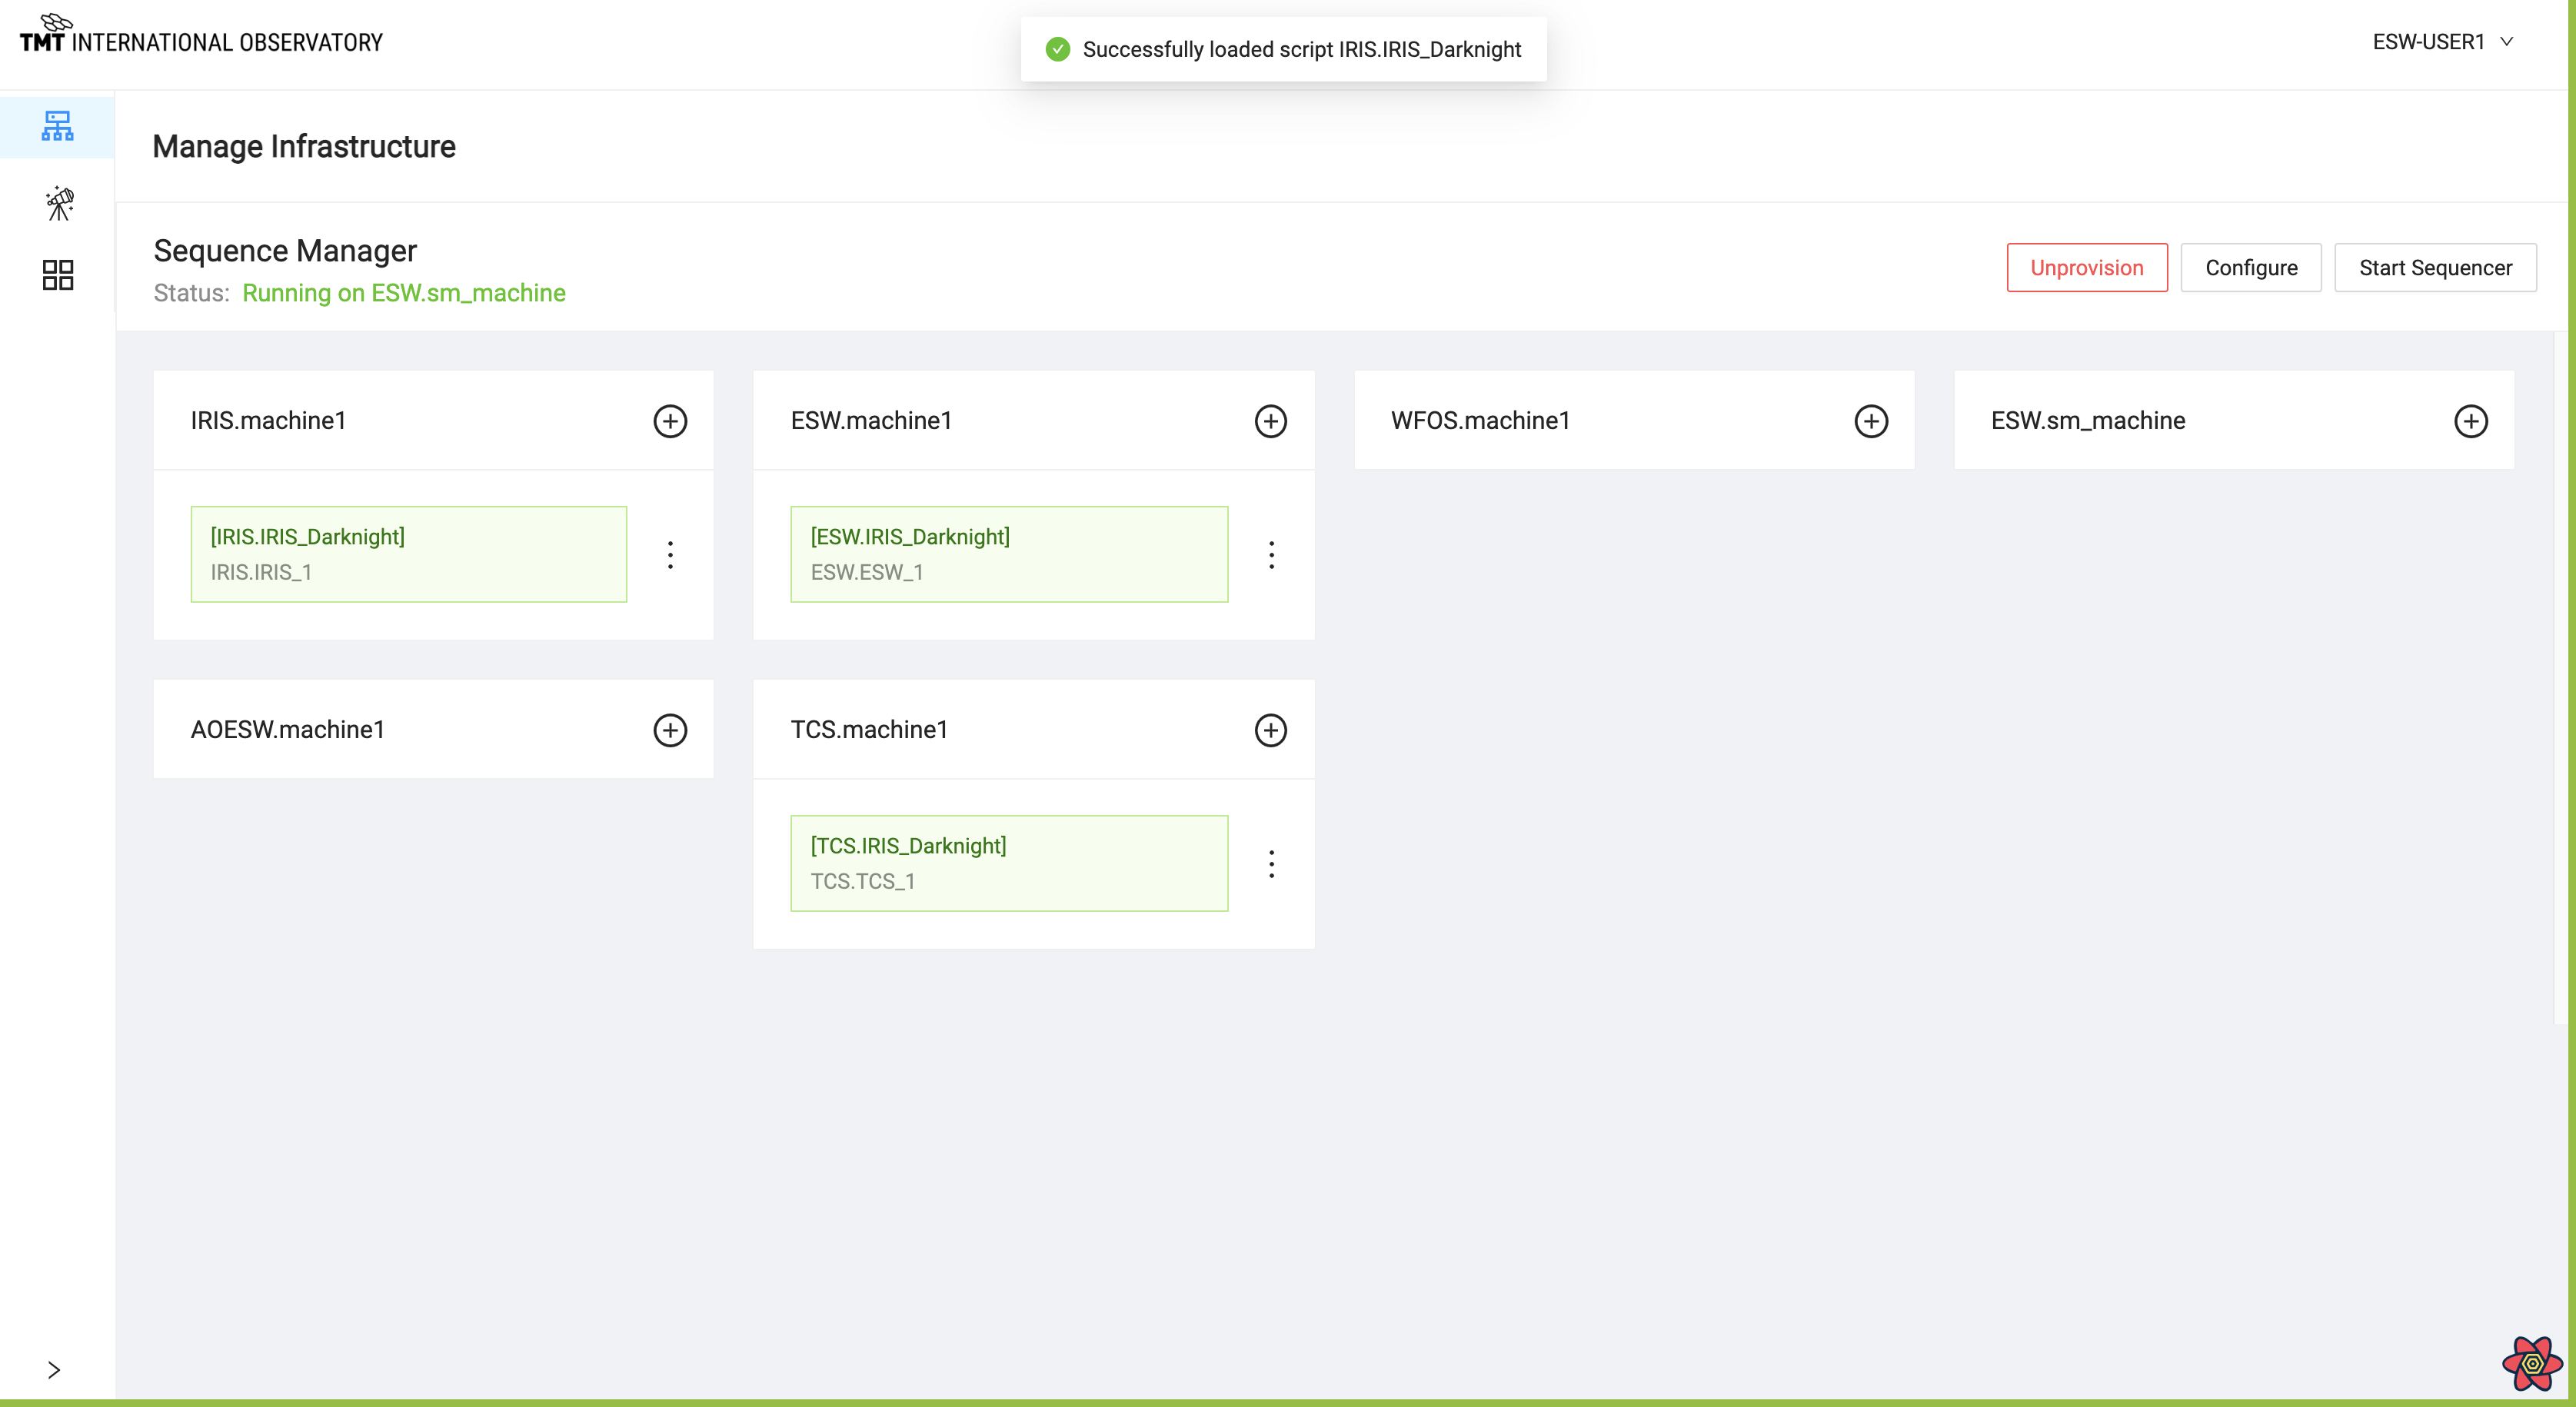 TMT INTERNATIONAL OBSERVATORY
Successfully loaded script IRIS.IRIS_Darknight
ESW-USER1
Manage Infrastructure
Sequence Manager
Status: Running on ESW.sm_machine
Unprovision
Configure
Start Sequencer
IRIS.machine1
[IRIS.IRIS_Darknight]
IRIS.IRIS_1
ESW.machine1
[ESW.IRIS_Darknight]
ESW.ESW_1
WFOS.machine1
ESW.sm_machine
AOESW.machine1
TCS.machine1
[TCS.IRIS_Darknight]
TCS.TCS_1